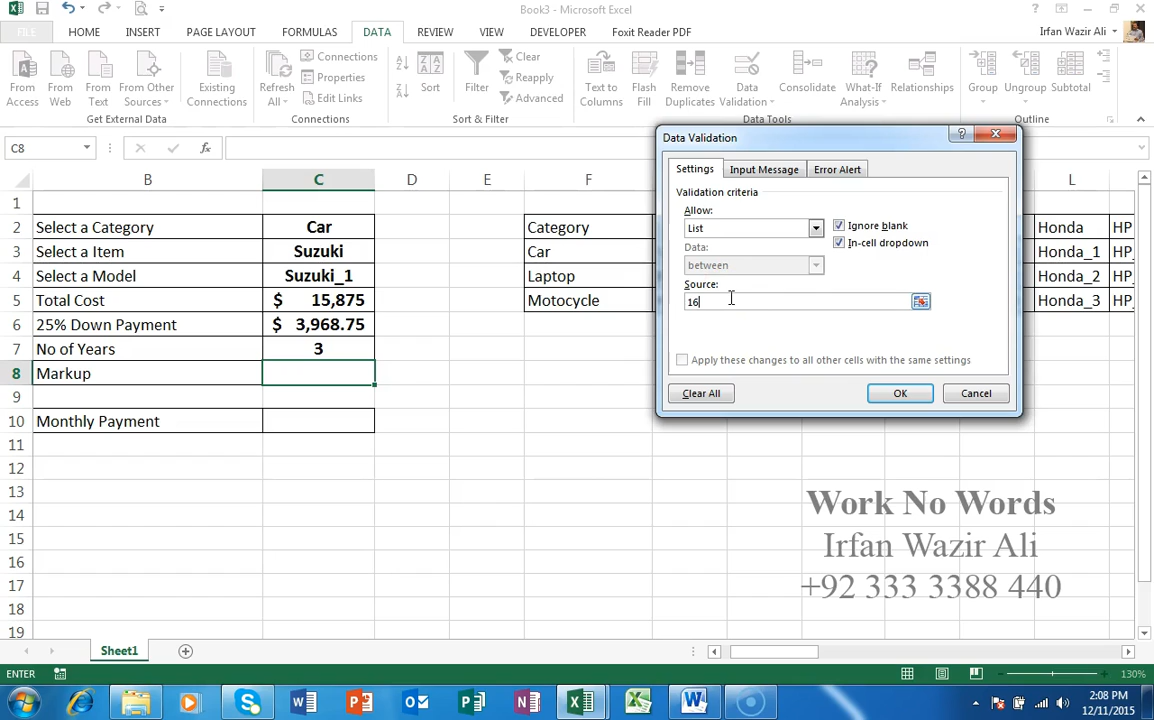 Book3 - Microsoft Excel
FILE HOME INSERT PAGE LAYOUT FORMULAS DATA REVIEW VIEW DEVELOPER Foxit Reader PDF Irfan Wazir Ali
From Access
From Web
From Text
From Other Sources
Existing Connections
Get External Data
Refresh All
Connections
Properties
Edit Links
Connections
Sort
Filter
Clear
Reapply
Advanced
Sort & Filter
Text to Columns
Flash Fill
Remove Duplicates
Data Validation
Consolidate
What-If Analysis
Relationships
Data Tools
Group
Ungroup
Subtotal
Outline
C8
fx
B C D E F L
1
2 Select a Category Car Category Honda HP
3 Select a Item Suzuki Car Honda_1 HP_
4 Select a Model Suzuki_1 Laptop Honda_2 HP_
5 Total Cost $ 15,875 Motocycle Honda_3 HP_
6 25% Down Payment $ 3,968.75
7 No of Years 3
8 Markup
9
10 Monthly Payment
11
12
13
14
15
16
17
18
19
Data Validation
?
Settings Input Message Error Alert
Validation criteria
Allow:
List
Ignore blank
In-cell dropdown
Data:
between
Source:
16
Apply these changes to all other cells with the same settings
Clear All OK Cancel
Work No Words
Irfan Wazir Ali
+92 333 3388 440
Sheet1
ENTER 130%
2:08 PM
12/11/2015